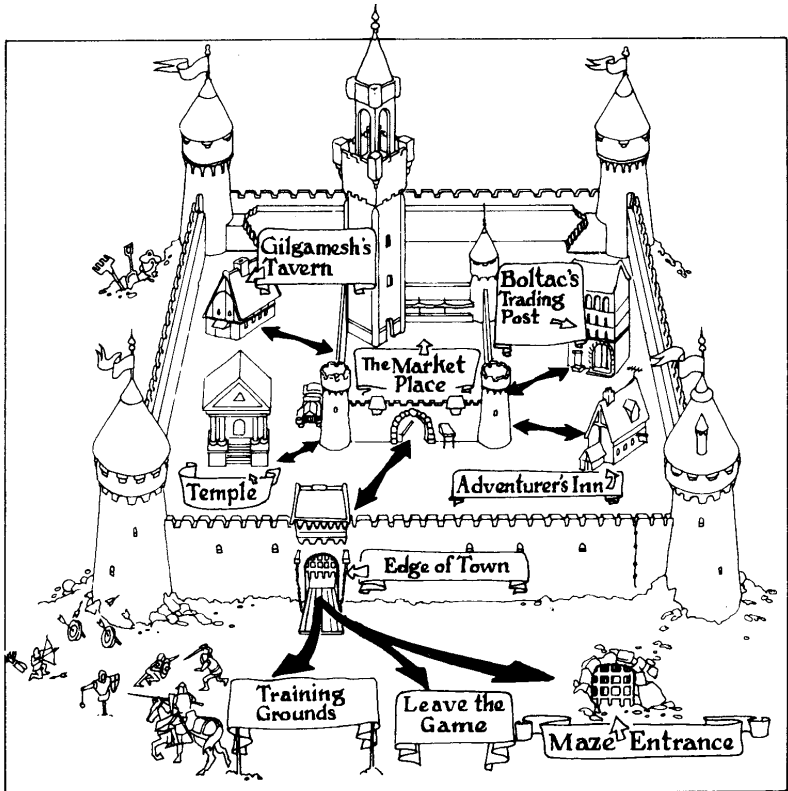 Gilgamesh's
Tavern
Boltac's
Trading
Post
The Market
Place
Temple
Adventurer's Inn
Edge of Town
Training
Grounds
Leave the
Game
Maze Entrance